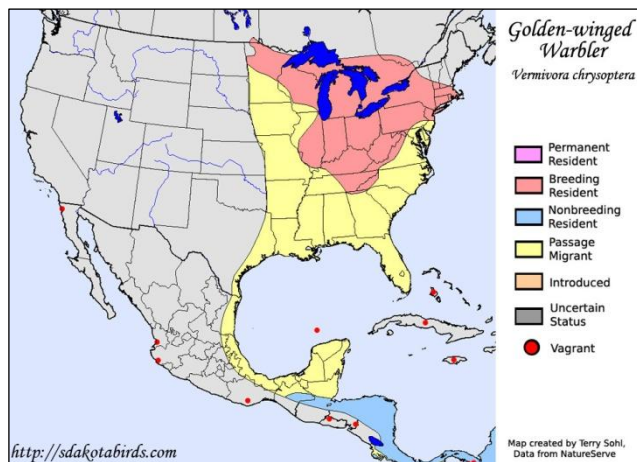 Golden-winged
Warbler
Vermivora chrysoptera
Permanent
Resident
Breeding
Resident
Nonbreeding
Resident
Passage
Migrant
Introduced
Uncertain
Status
Vagrant
http://sdakotabirds.com
Map created by Terry Sohl,
Data from NatureServe